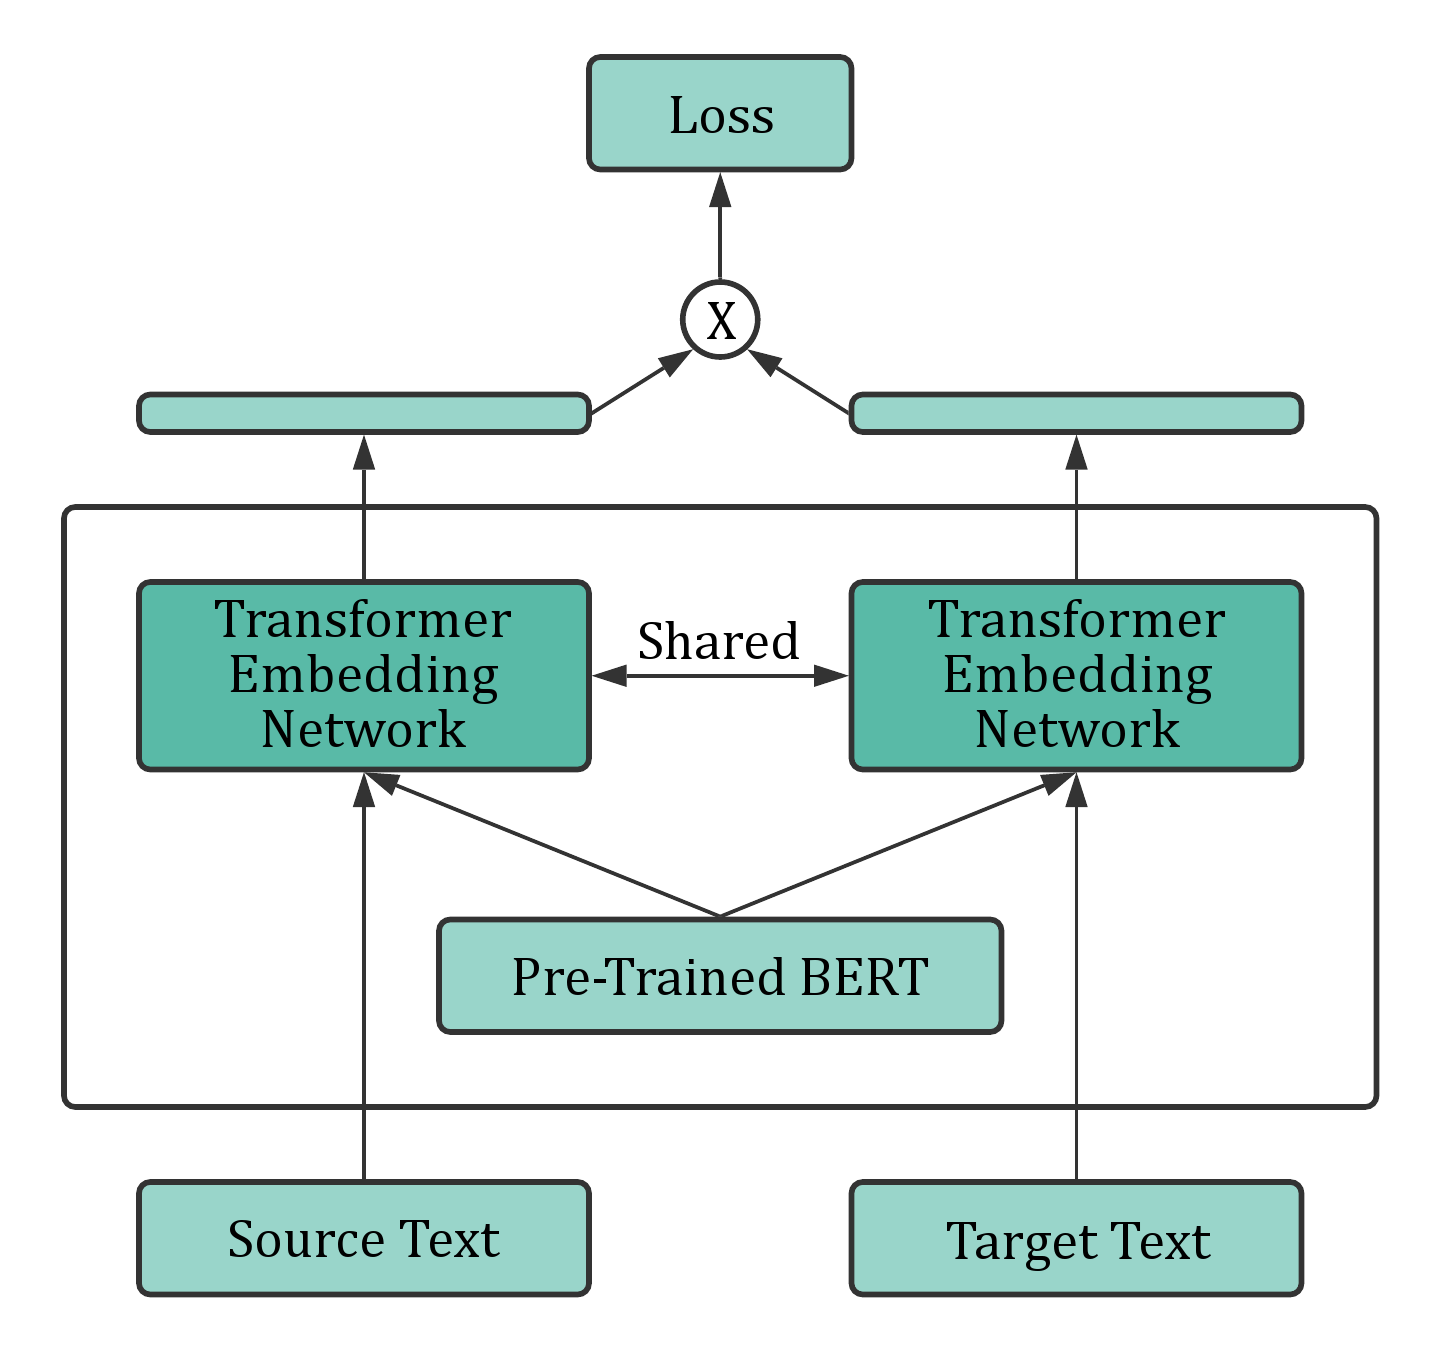 Loss
X
Transformer
Embedding
Network
Shared
Transformer
Embedding
Network
Pre-Trained BERT
Source Text
Target Text